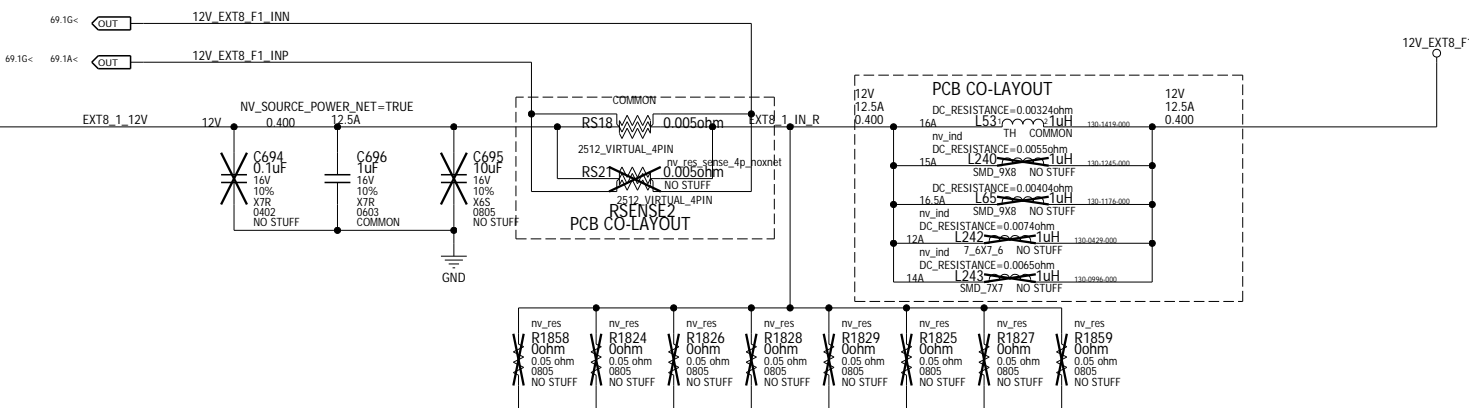 69.1G<
OUT
12V_EXT8_F1_INN
69.1G<
69.1A<
OUT
12V_EXT8_F1_INP
12V_EXT8_F1
NV_SOURCE_POWER_NET=TRUE
EXT8_1_12V
12V
0.400
12.5A
C694
0.1uF
16V
10%
X7R
0402
NO STUFF
C696
1uF
16V
10%
X7R
0603
COMMON
C695
10uF
16V
10%
X6S
0805
NO STUFF
GND
COMMON
RS18
0.005ohm
2512_VIRTUAL_4PIN
nv_res_sense_4p_noxnet
RS21
0.005ohm
NO STUFF
2512_VIRTUAL_4PIN
RSENSE2
PCB CO-LAYOUT
EXT8_1_IN_R
12V
12.5A
0.400
PCB CO-LAYOUT
12V
12.5A
0.400
DC_RESISTANCE=0.00324ohm
16A
L53
1
2
1uH
130-1419-000
TH
COMMON
nv_ind
DC_RESISTANCE=0.0055ohm
15A
L240
1uH
130-1245-000
SMD_9X8
NO STUFF
DC_RESISTANCE=0.00404ohm
16.5A
L65
1uH
130-1176-000
SMD_9X8
NO STUFF
nv_ind
DC_RESISTANCE=0.0074ohm
12A
L242
1uH
130-0429-000
7_6X7_6
NO STUFF
nv_ind
DC_RESISTANCE=0.0065ohm
14A
L243
1uH
130-0996-000
SMD_7X7
NO STUFF
nv_res
R1858
0ohm
0.05 ohm
0805
NO STUFF
nv_res
R1824
0ohm
0.05 ohm
0805
NO STUFF
nv_res
R1826
0ohm
0.05 ohm
0805
NO STUFF
nv_res
R1828
0ohm
0.05 ohm
0805
NO STUFF
nv_res
R1829
0ohm
0.05 ohm
0805
NO STUFF
nv_res
R1825
0ohm
0.05 ohm
0805
NO STUFF
nv_res
R1827
0ohm
0.05 ohm
0805
NO STUFF
nv_res
R1859
0ohm
0.05 ohm
0805
NO STUFF